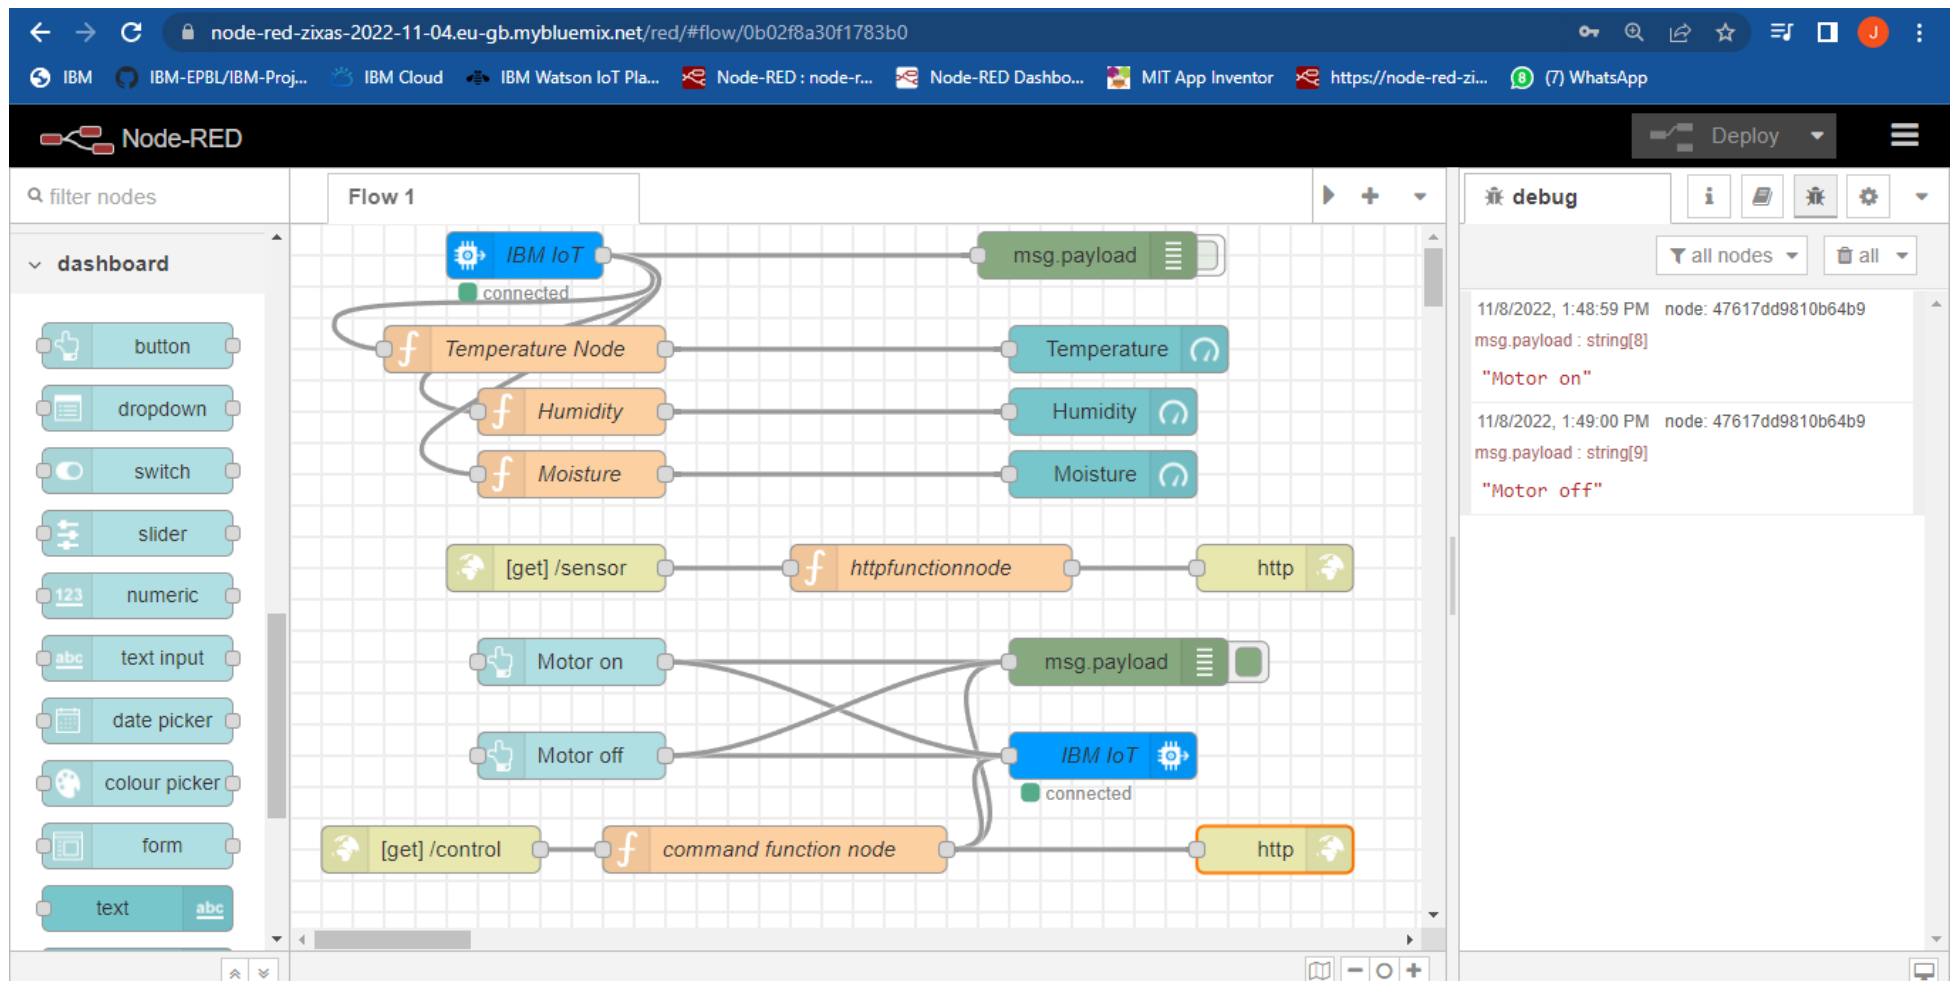 node-red-zixas-2022-11-04.eu-gb.mybluemix.net/red/#flow/0b02f8a30f1783b0
J
IBM
IBM-EPBL/IBM-Proj...
IBM Cloud
IBM Watson IoT Pla...
Node-RED : node-r...
Node-RED Dashbo...
MIT App Inventor
https://node-red-zi...
8
(7) WhatsApp
Node-RED
Deploy
filter nodes
Flow 1
debug
i
dashboard
all nodes
all
button
dropdown
switch
slider
123 numeric
abc text input
date picker
colour picker
form
text abc
IBM IoT
connected
msg.payload
f Temperature Node
Temperature
f Humidity
Humidity
f Moisture
Moisture
[get] /sensor
f httpfunctionnode
http
Motor on
msg.payload
Motor off
IBM IoT
connected
[get] /control
f command function node
http
11/8/2022, 1:48:59 PM node: 47617dd9810b64b9
msg.payload : string[8]
"Motor on"
11/8/2022, 1:49:00 PM node: 47617dd9810b64b9
msg.payload : string[9]
"Motor off"